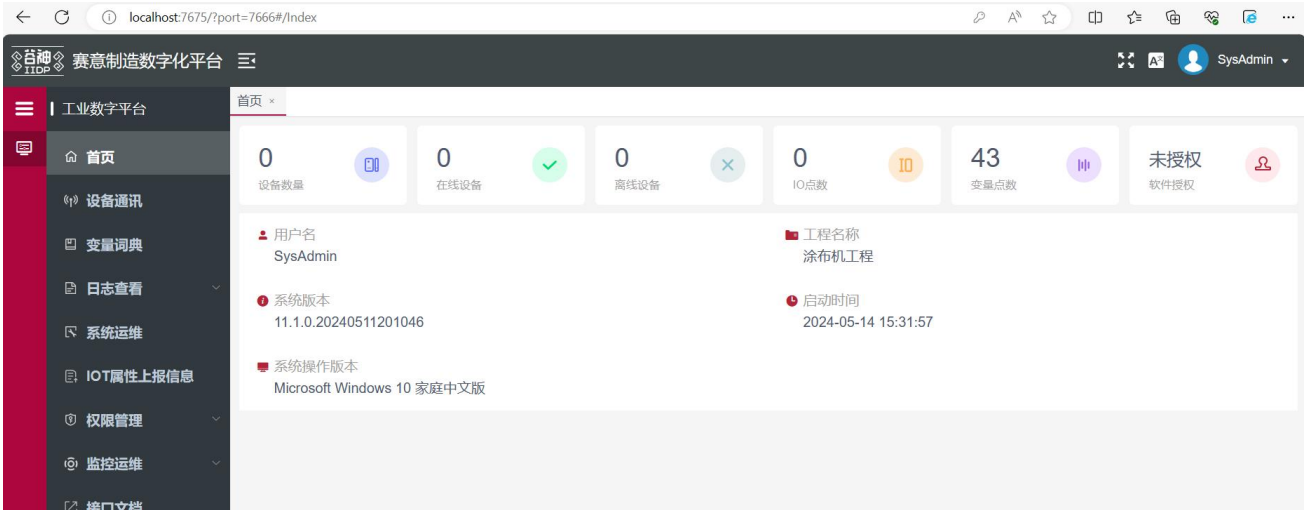 localhost:7675/?port=7666#/Index
谷神 IIDP 赛意制造数字化平台
SysAdmin
工业数字平台
首页 ×
首页
设备通讯
变量词典
日志查看
系统运维
IOT属性上报信息
权限管理
监控运维
接口文档
0
设备数量
0
在线设备
0
离线设备
0
IO点数
43
变量点数
未授权
软件授权
用户名
SysAdmin
工程名称
涂布机工程
系统版本
11.1.0.20240511201046
启动时间
2024-05-14 15:31:57
系统操作版本
Microsoft Windows 10 家庭中文版